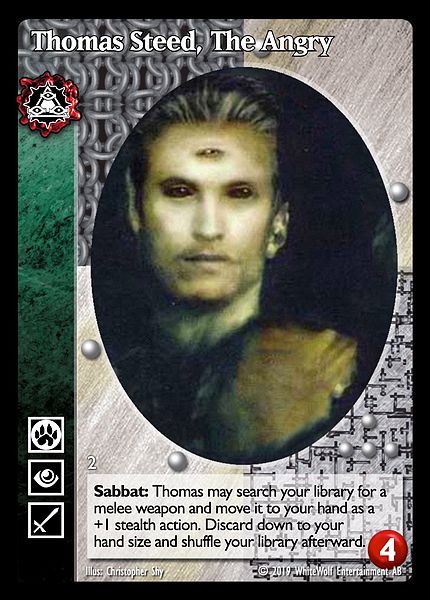 Thomas Steed, The Angry
2
Sabbat: Thomas may search your library for a
melee weapon and move it to your hand as a
+1 stealth action. Discard down to your
hand size and shuffle your library afterward.
4
Illus: Christopher Shy © 2019 WhiteWolf Entertainment AB